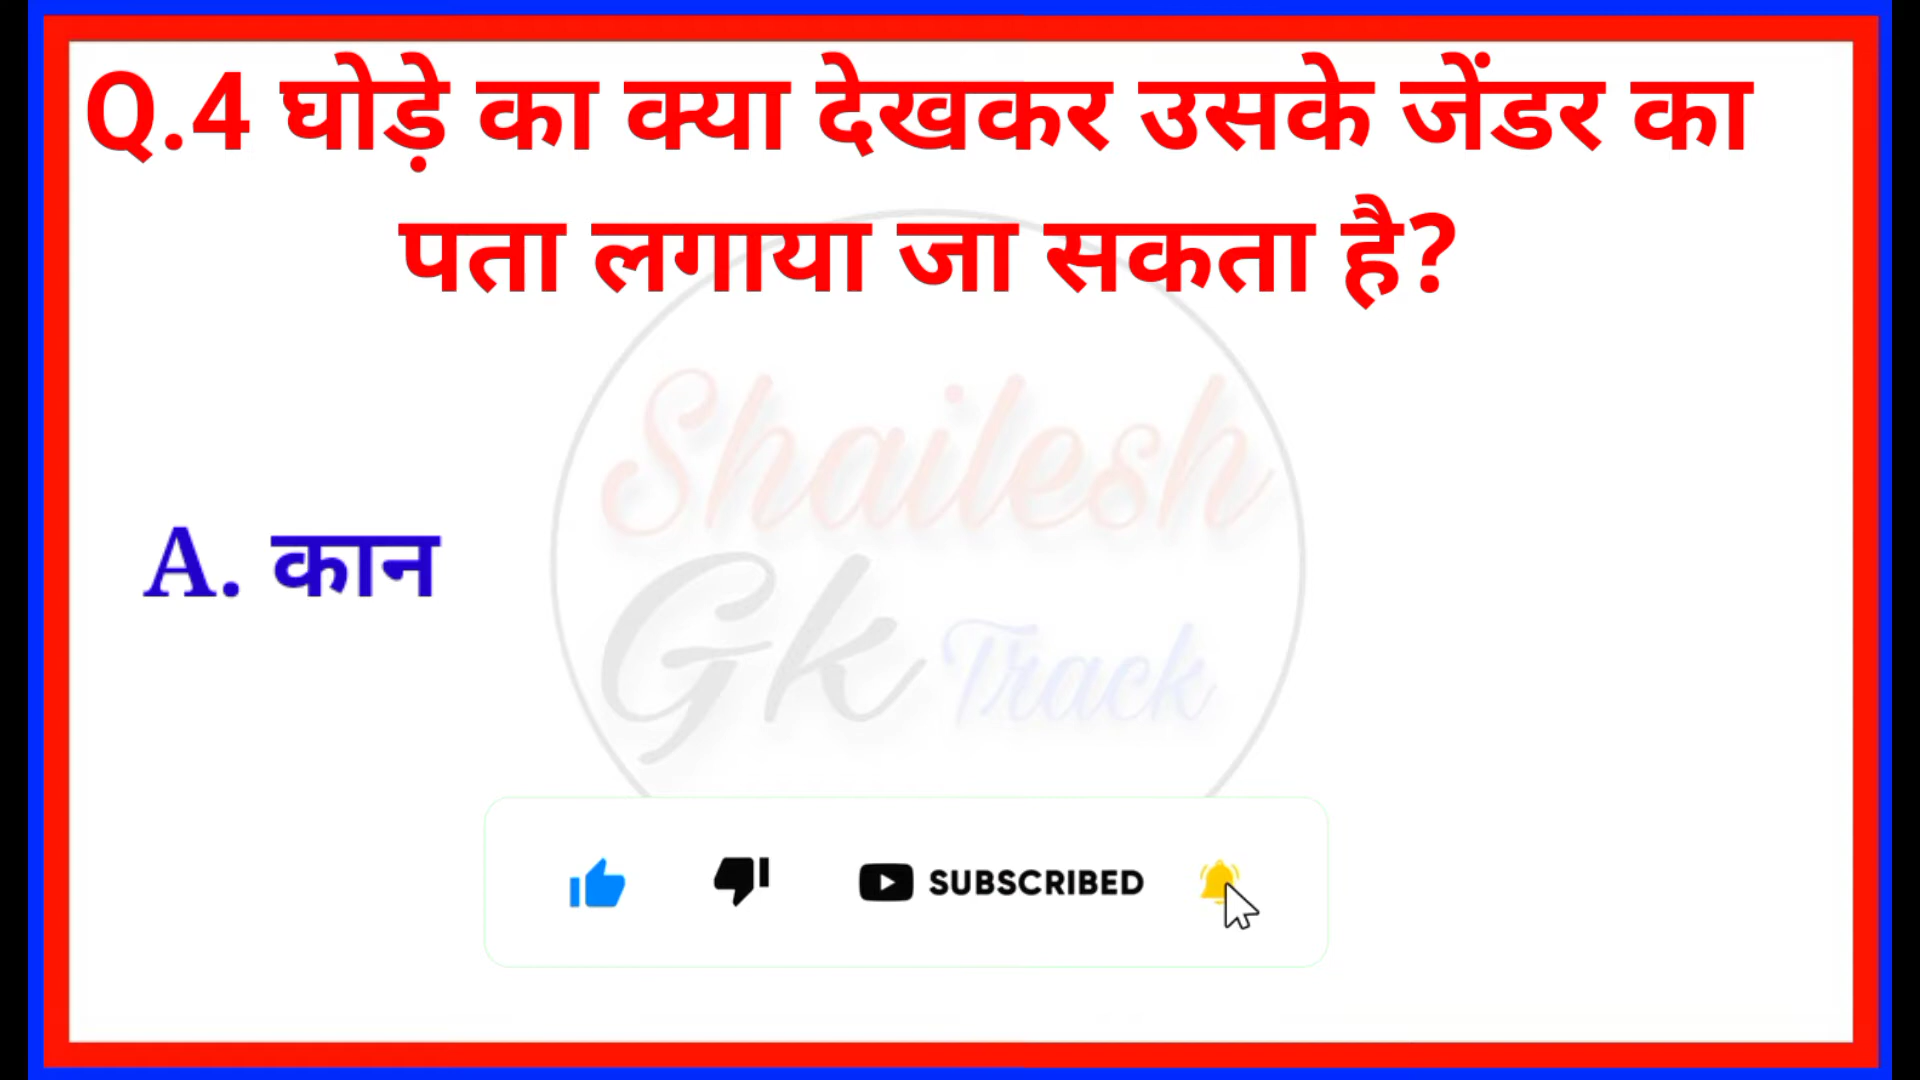 Q.4 घोड़े का क्या देखकर उसके जेंडर का
पता लगाया जा सकता है?
Shailesh
A. कान
Gk Track
SUBSCRIBED